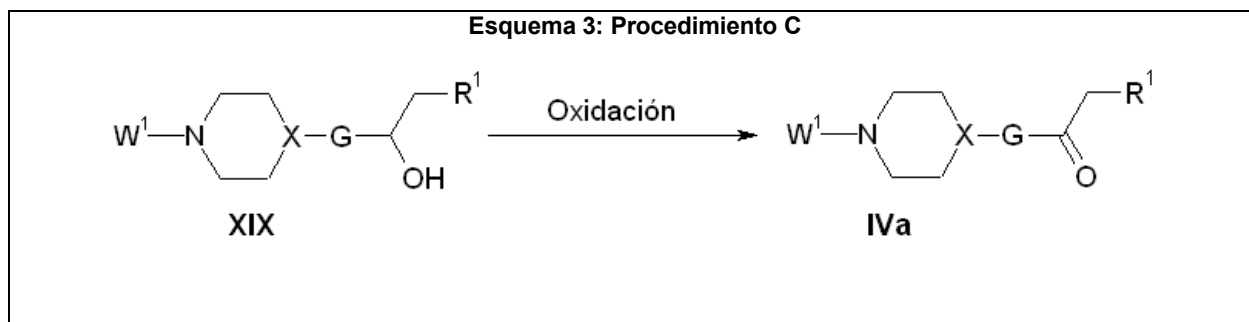 Esquema 3: Procedimiento C
W¹ N X G R¹ OH
Oxidación
W¹ N X G R¹ O
XIX
IVa